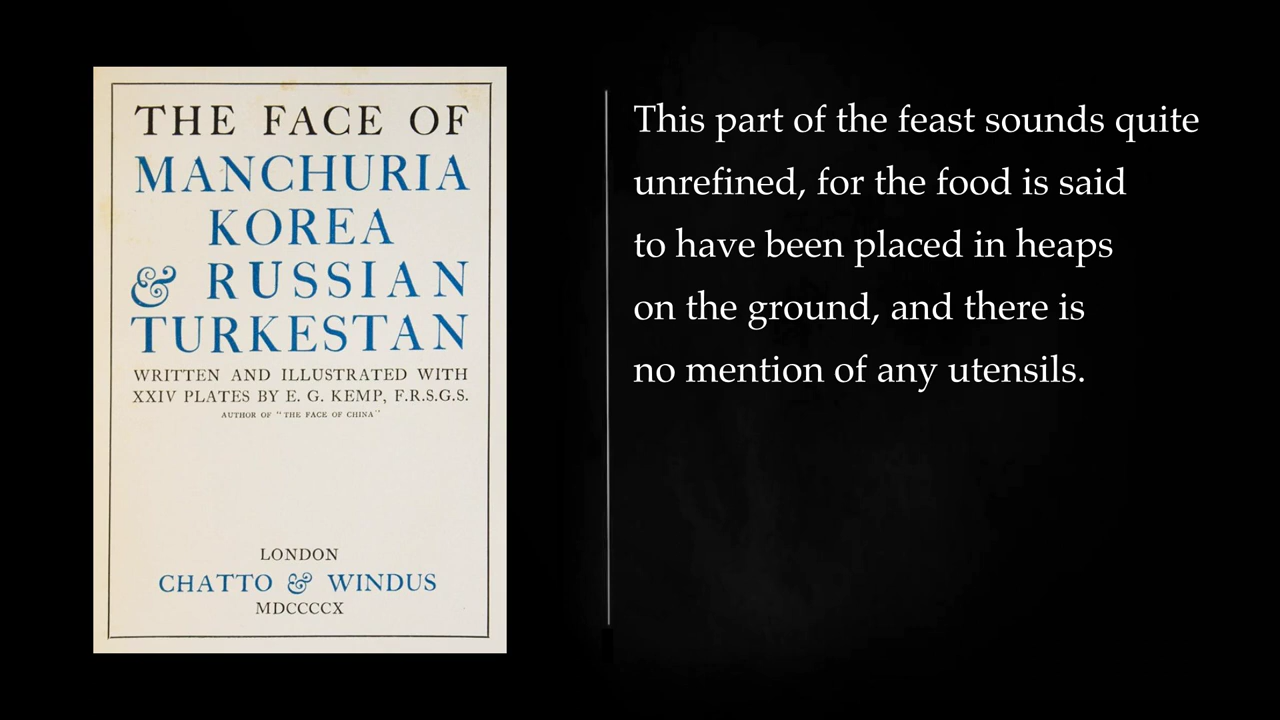 THE FACE OF
MANCHURIA
KOREA
& RUSSIAN
TURKESTAN
WRITTEN AND ILLUSTRATED WITH
XXIV PLATES BY E. G. KEMP, F.R.S.G.S.
AUTHOR OF "THE FACE OF CHINA"
LONDON
CHATTO & WINDUS
MDCCCCX
This part of the feast sounds quite
unrefined, for the food is said
to have been placed in heaps
on the ground, and there is
no mention of any utensils.